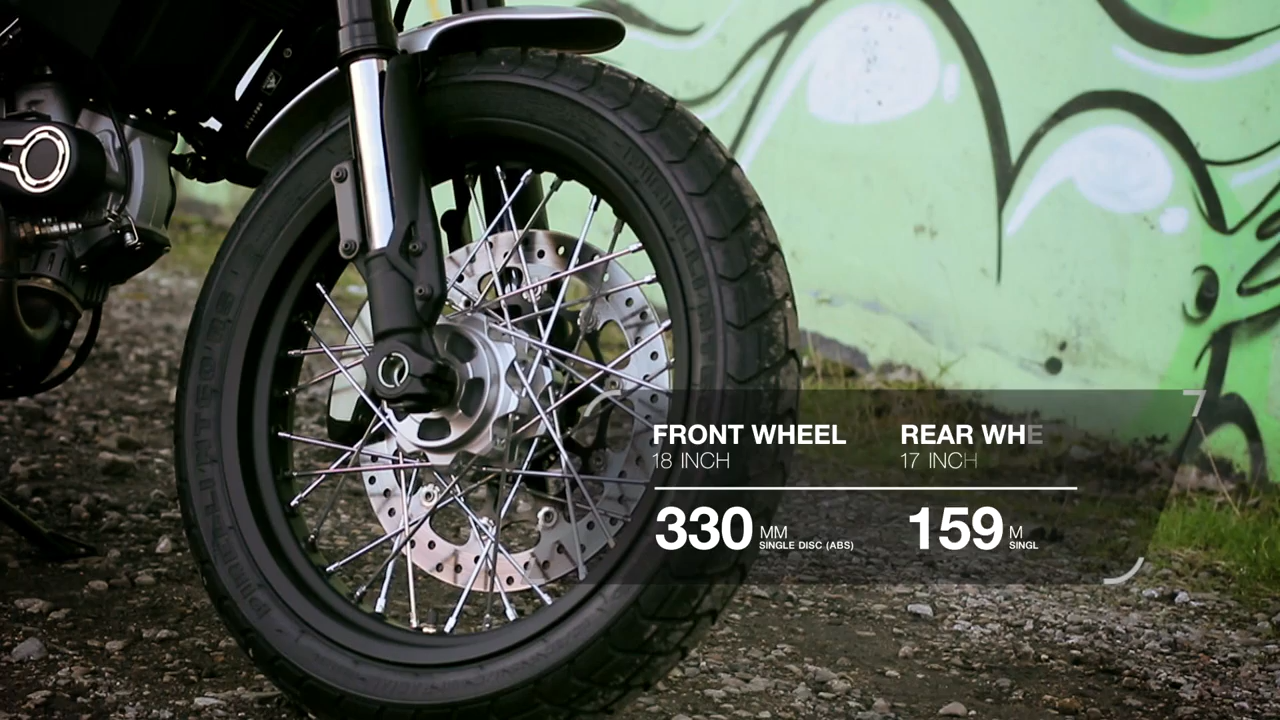 FRONT WHEEL
18 INCH
REAR WHE
17 INCH
330 MM
SINGLE DISC (ABS)
159 M
SINGL